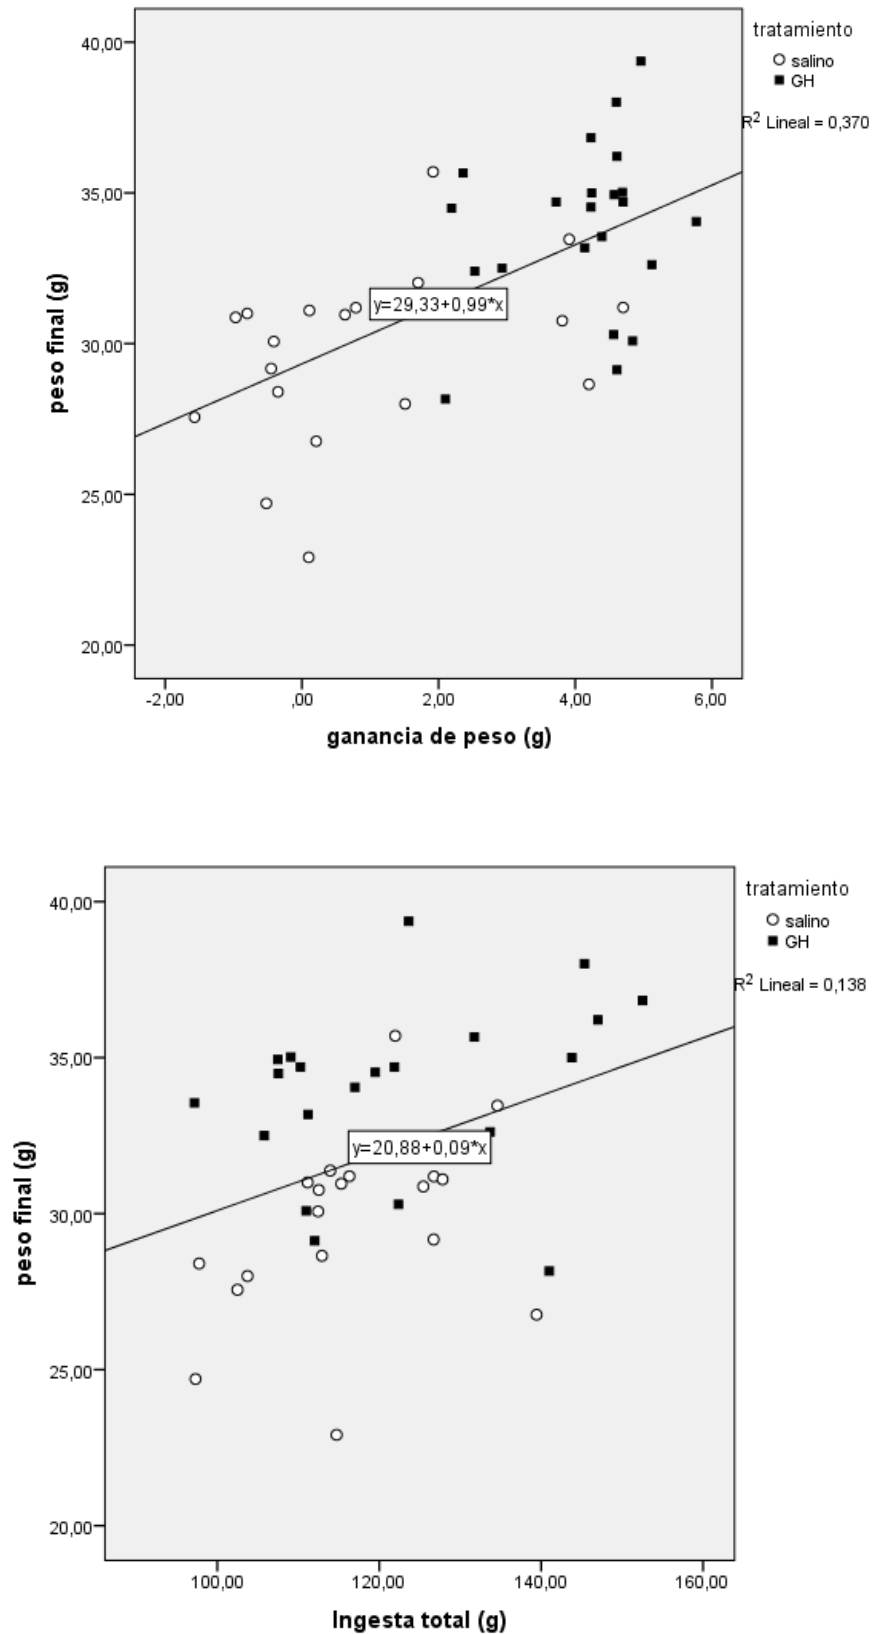 tratamiento
salino
GH
R² Lineal = 0,370
40,00
35,00
30,00
25,00
20,00
peso final (g)
y=29,33+0,99*x
-2,00
,00
2,00
4,00
6,00
ganancia de peso (g)
tratamiento
salino
GH
R² Lineal = 0,138
40,00
35,00
30,00
25,00
20,00
peso final (g)
y=20,88+0,09*x
100,00
120,00
140,00
160,00
Ingesta total (g)